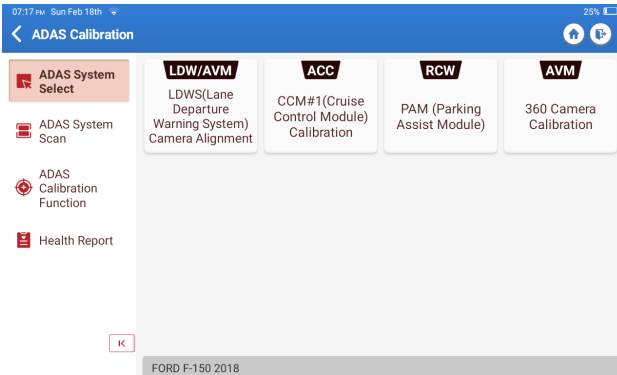 07:17 PM Sun Feb 18th
25%
ADAS Calibration
ADAS System
Select
ADAS System
Scan
ADAS
Calibration
Function
Health Report
LDW/AVM
LDWS(Lane
Departure
Warning System)
Camera Alignment
ACC
CCM#1(Cruise
Control Module)
Calibration
RCW
PAM (Parking
Assist Module)
AVM
360 Camera
Calibration
FORD F-150 2018